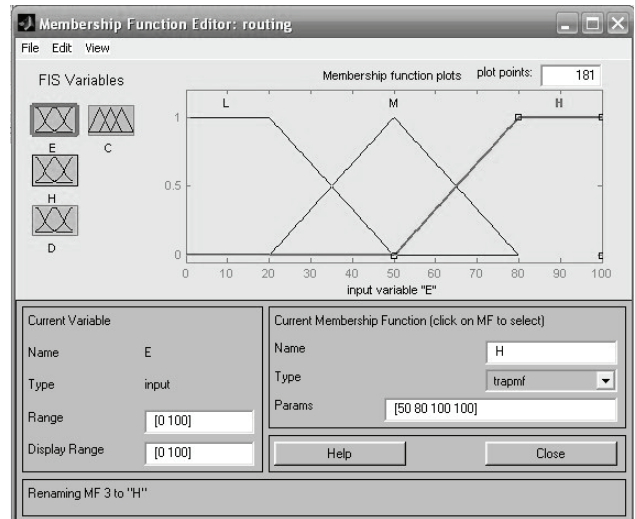 Membership Function Editor: routing
File Edit View
FIS Variables
Membership function plots plot points: 181
E
C
H
D
L M H
1
0.5
0
0 10 20 30 40 50 60 70 80 90 100
input variable "E"
Current Variable
Name E
Type input
Range [0 100]
Display Range [0 100]
Current Membership Function (click on MF to select)
Name H
Type trapmf
Params [50 80 100 100]
Help Close
Renaming MF 3 to "H"